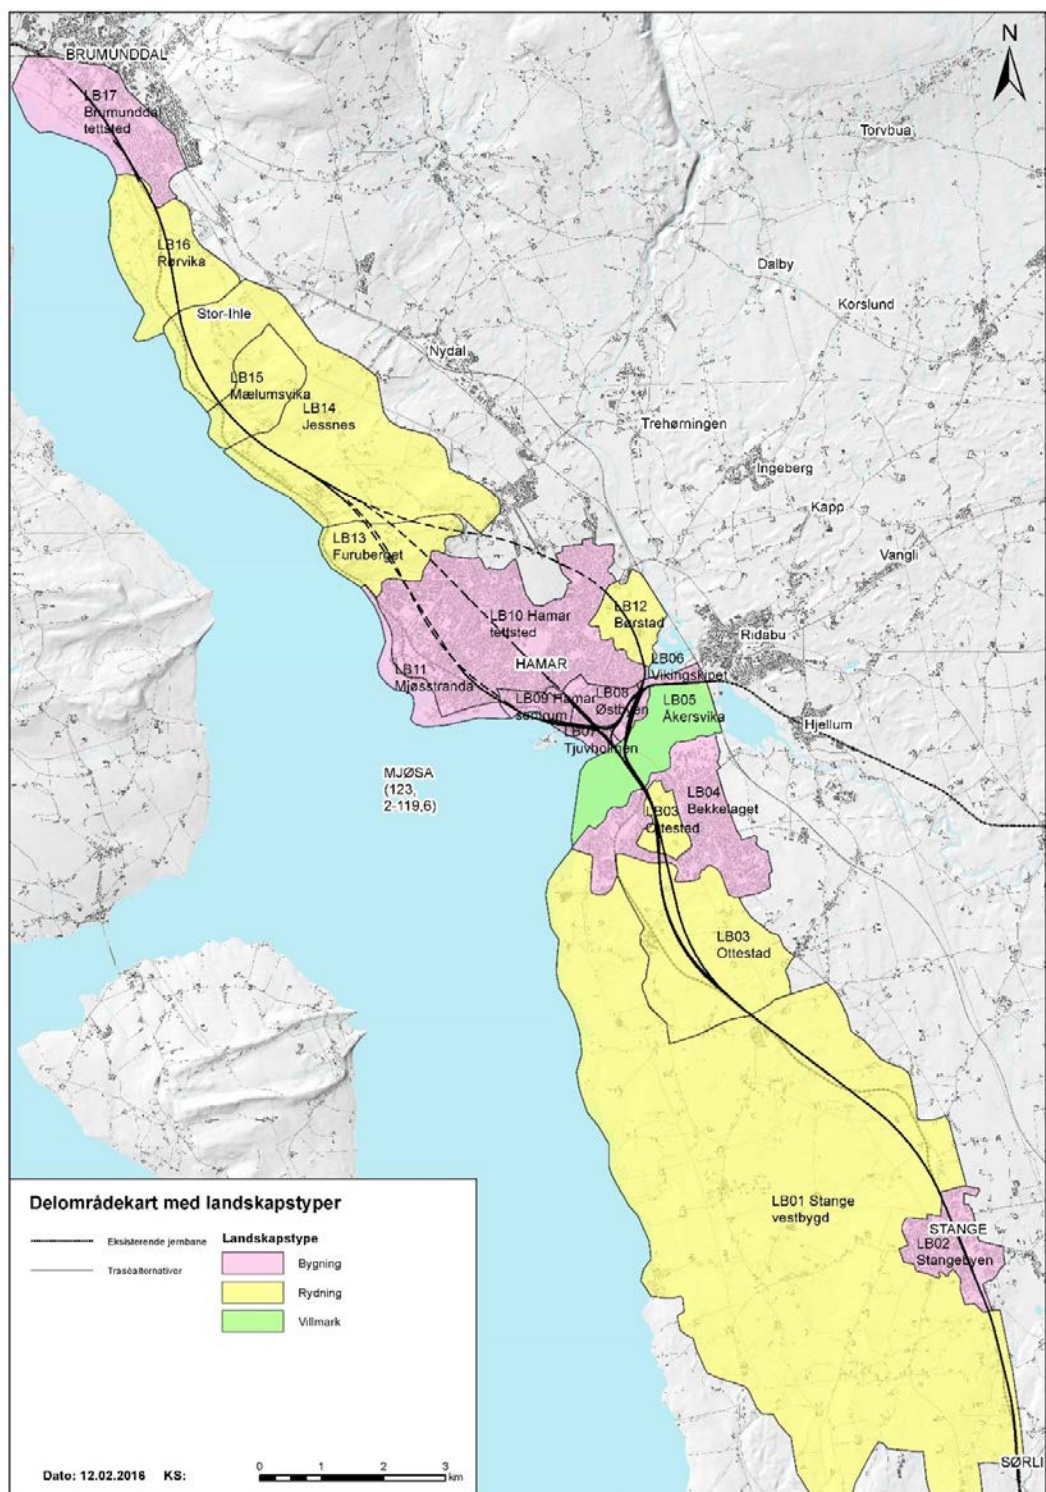 N
BRUMUNDDAL
LB17
Brumunddal
tettsted
Torvbua
LB16
Rørvika
Dalby
Korslund
Stor-Ihle
Nydal
LB15
Mælumsvika
LB14
Jessnes
Trehørningen
Ingeberg
Kapp
LB13
Furuberget
Vangli
LB10 Hamar
tettsted
LB12
Børstad
Ridabu
HAMAR
LB06
Vikingskipet
LB11
Mjøsstranda
LB09 Hamar
sentrum
LB08
Østbyen
LB05
Åkersvika
LB07
Tjuvholmen
Hjellum
MJØSA
(123,
2-119,6)
LB04
Bekkelaget
LB03
Ottestad
LB03
Ottestad
LB01 Stange
vestbygd
STANGE
LB02
Stangebyen
SØRLI
Delområdekart med landskapstyper
Eksisterende jernbane
Traséalternativer
Landskapstype
Bygning
Rydning
Villmark
Dato: 12.02.2016 KS:
0 1 2 3
km